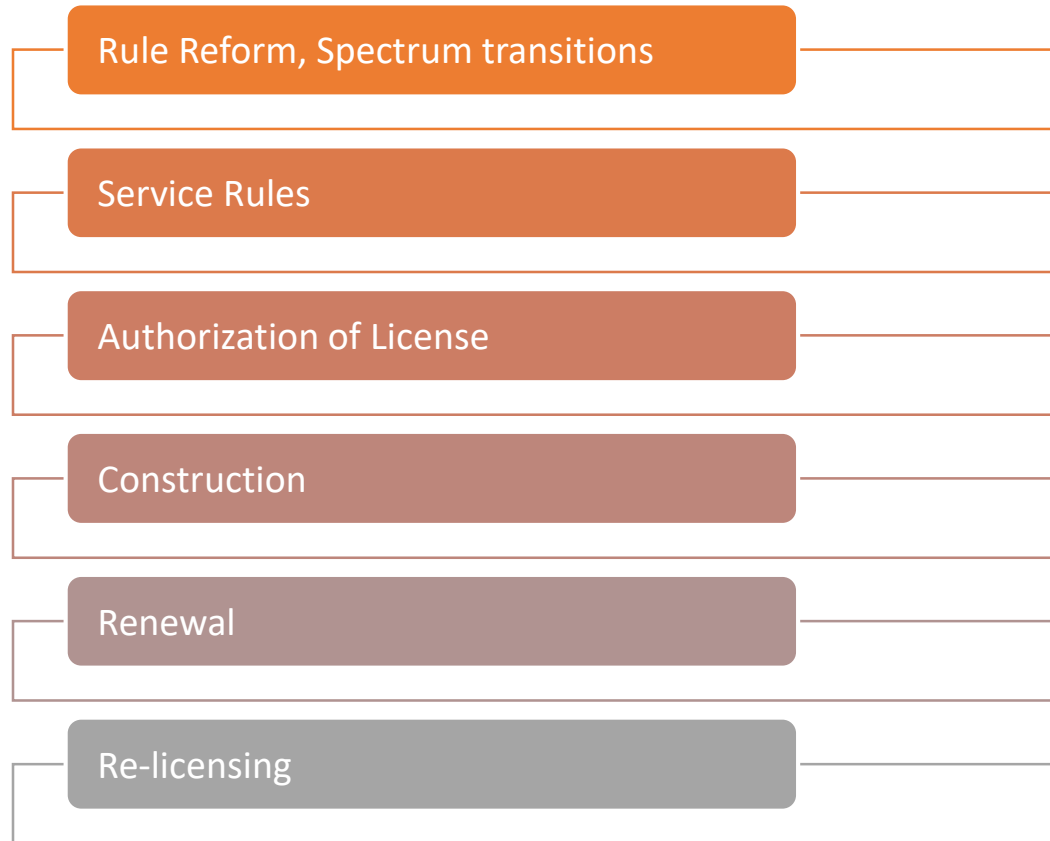 Rule Reform, Spectrum transitions
Service Rules
Authorization of License
Construction
Renewal
Re-licensing